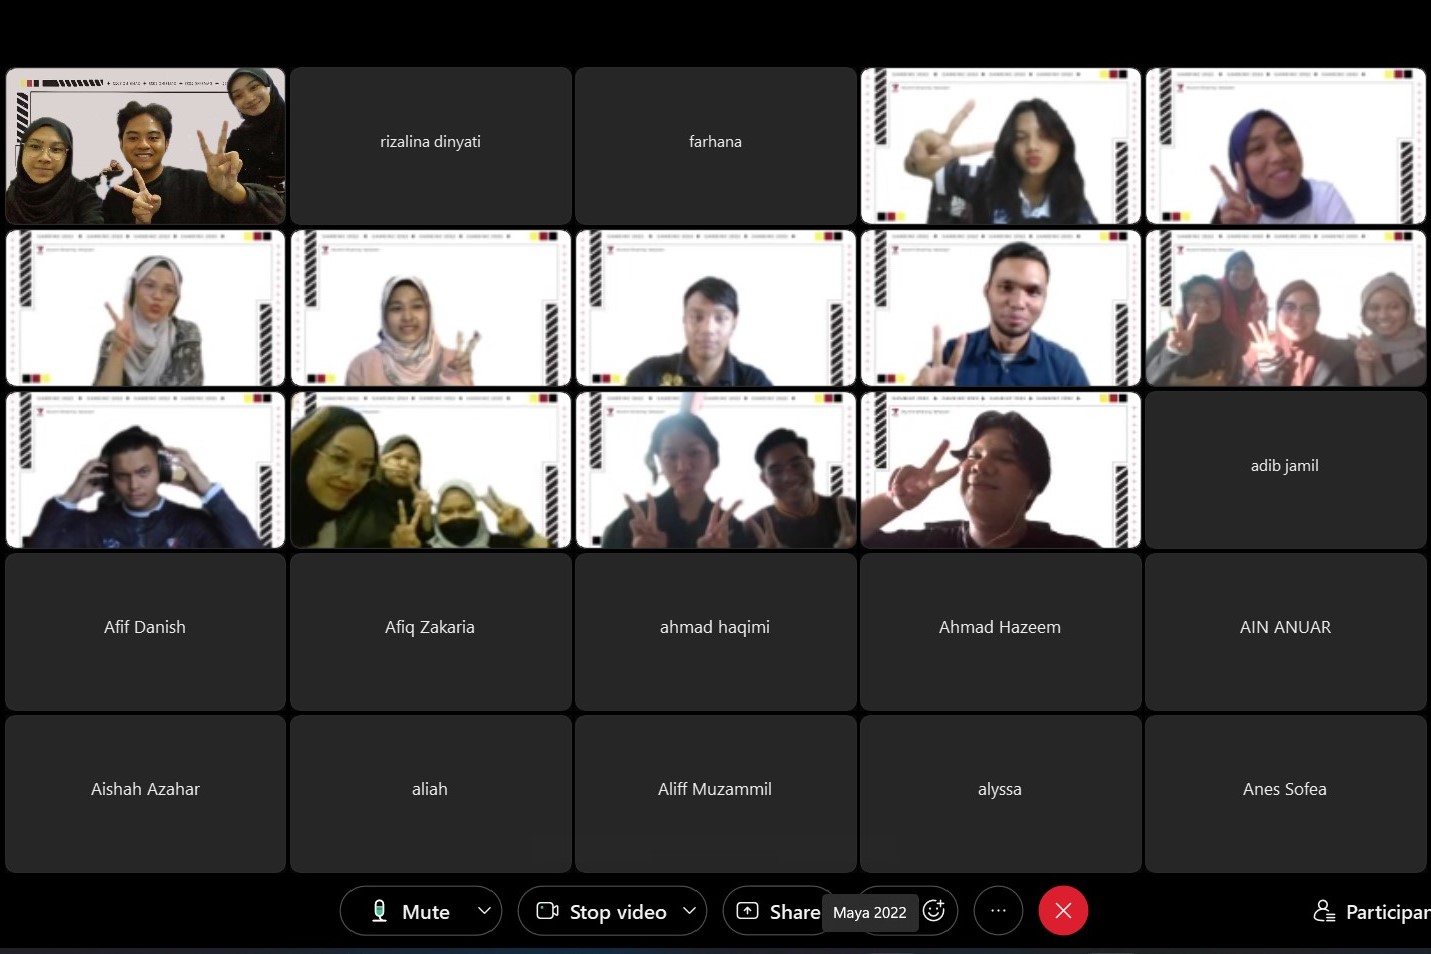 rizalina dinyati
farhana
adib jamil
Afif Danish
Afiq Zakaria
ahmad haqimi
Ahmad Hazeem
AIN ANUAR
Aishah Azahar
aliah
Aliff Muzammil
alyssa
Anes Sofea
Mute
Stop video
Share
Maya 2022
Participan